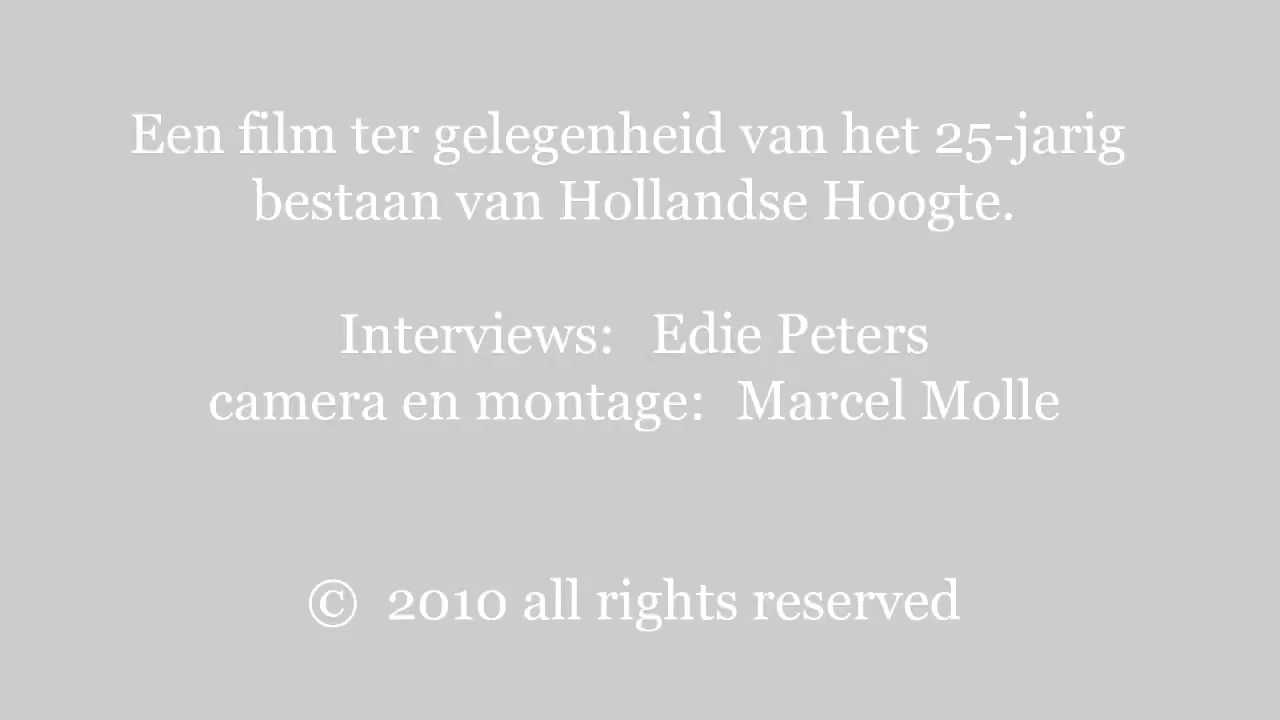 Een film ter gelegenheid van het 25-jarig
bestaan van Hollandse Hoogte.
Interviews: Edie Peters
camera en montage: Marcel Molle
© 2010 all rights reserved